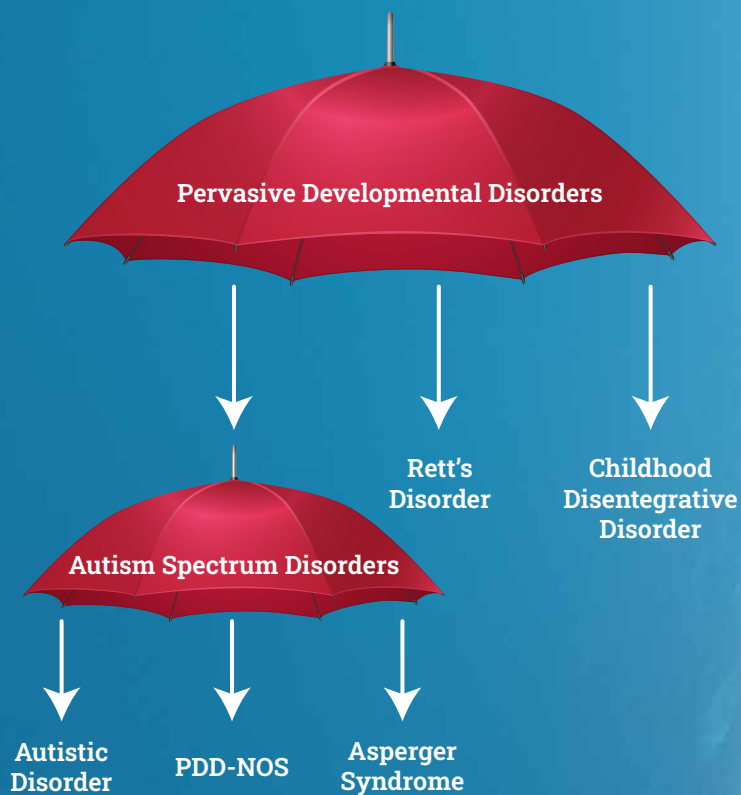 Pervasive Developmental Disorders
Rett's
Disorder
Childhood
Disentegrative
Disorder
Autism Spectrum Disorders
Autistic
Disorder
PDD-NOS
Asperger
Syndrome